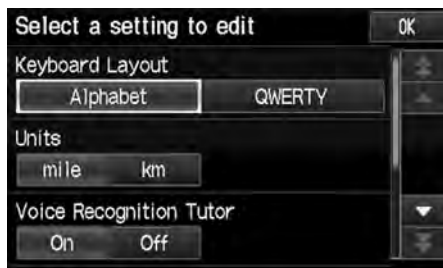 Select a setting to edit OK
Keyboard Layout
Alphabet QWERTY
Units
mile km
Voice Recognition Tutor
On Off